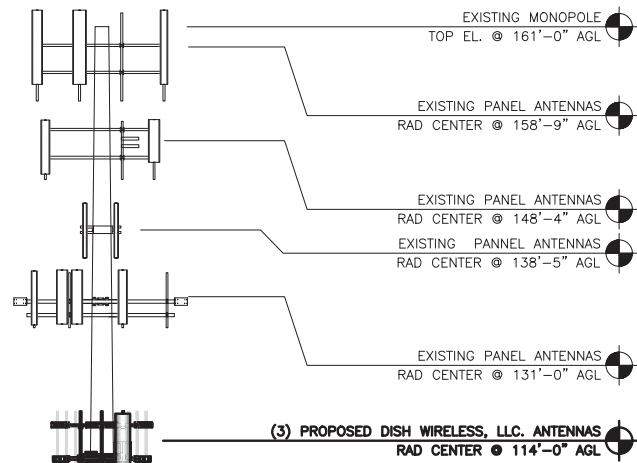 EXISTING MONOPOLE
TOP EL. @ 161'-0" AGL
EXISTING PANEL ANTENNAS
RAD CENTER @ 158'-9" AGL
EXISTING PANEL ANTENNAS
RAD CENTER @ 148'-4" AGL
EXISTING PANNEL ANTENNAS
RAD CENTER @ 138'-5" AGL
EXISTING PANEL ANTENNAS
RAD CENTER @ 131'-0" AGL
(3) PROPOSED DISH WIRELESS, LLC. ANTENNAS
RAD CENTER @ 114'-0" AGL